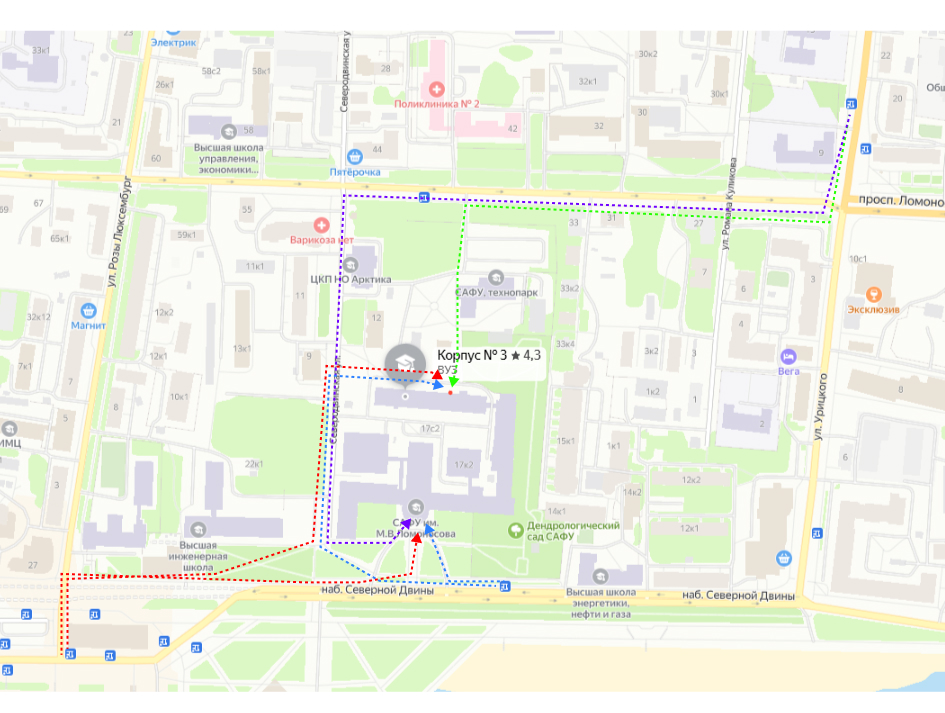 23
33к1
Электрик
58с2
58к1
26к1
28
30к2
32к1
30к1
20
Поликлиника № 2
21
58
42
32
30
Высшая школа
управления,
экономики...
60
44
9
Пятёрочка
Северодвинская у
ул. Романа Куликова
просп. Ломоно
69
67
55
33
31
27
ул. Розы Люксембург
65к1
59к1
Варикоза нет
10с1
11к1
ЦКП НО Арктика
7
САФУ, технопарк
33к2
6
11
Эксклюзив
32к12
Магнит
12к2
12
4
7к1
13к1
12к1
9
33к4
3к2
3
Корпус № 3 ★ 4,3
ВУЗ
Вега
1к2
1
5
8
10к1
17с2
2
ул. Урицкого
имц
15к1
1к1
6
22к1
17к2
3
14к2
12к2
14к1
САФУ им.
М.В.Ломоносова
Дендрологический
сад САФУ
12к1
Высшая
инженерная
школа
27
наб. Северной Двины
Высшая школа
энергетики,
нефти и газа
наб. Северной Двины